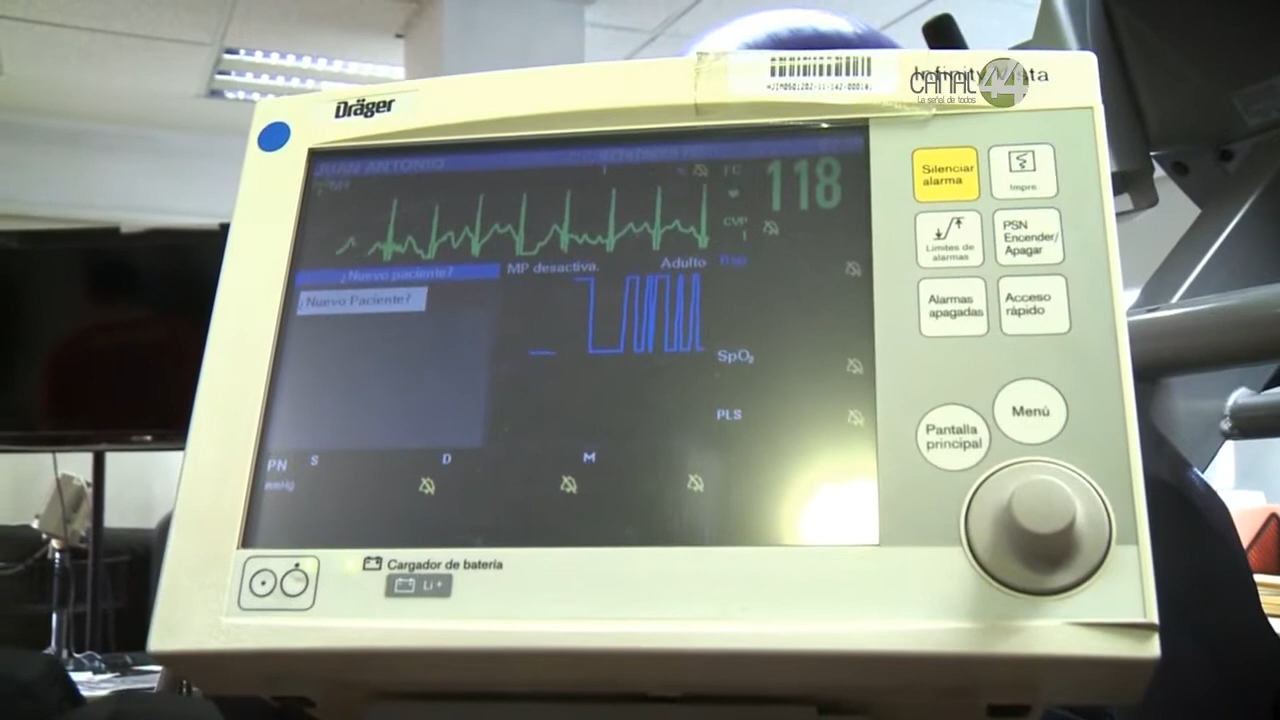 Dräger
Infinity Vista
CANAL 44
La señal de todos
JUAN ANTONIO
FC
118
CVP
¿Nuevo paciente?
¿Nuevo Paciente?
MP desactiva.
Adulto
SpO₂
PLS
PN
S
D
M
mmHg
Silenciar
alarma
Impre.
Límites de
alarmas
PSN
Encender/
Apagar
Alarmas
apagadas
Acceso
rápido
Pantalla
principal
Menú
Cargador de batería
Li+